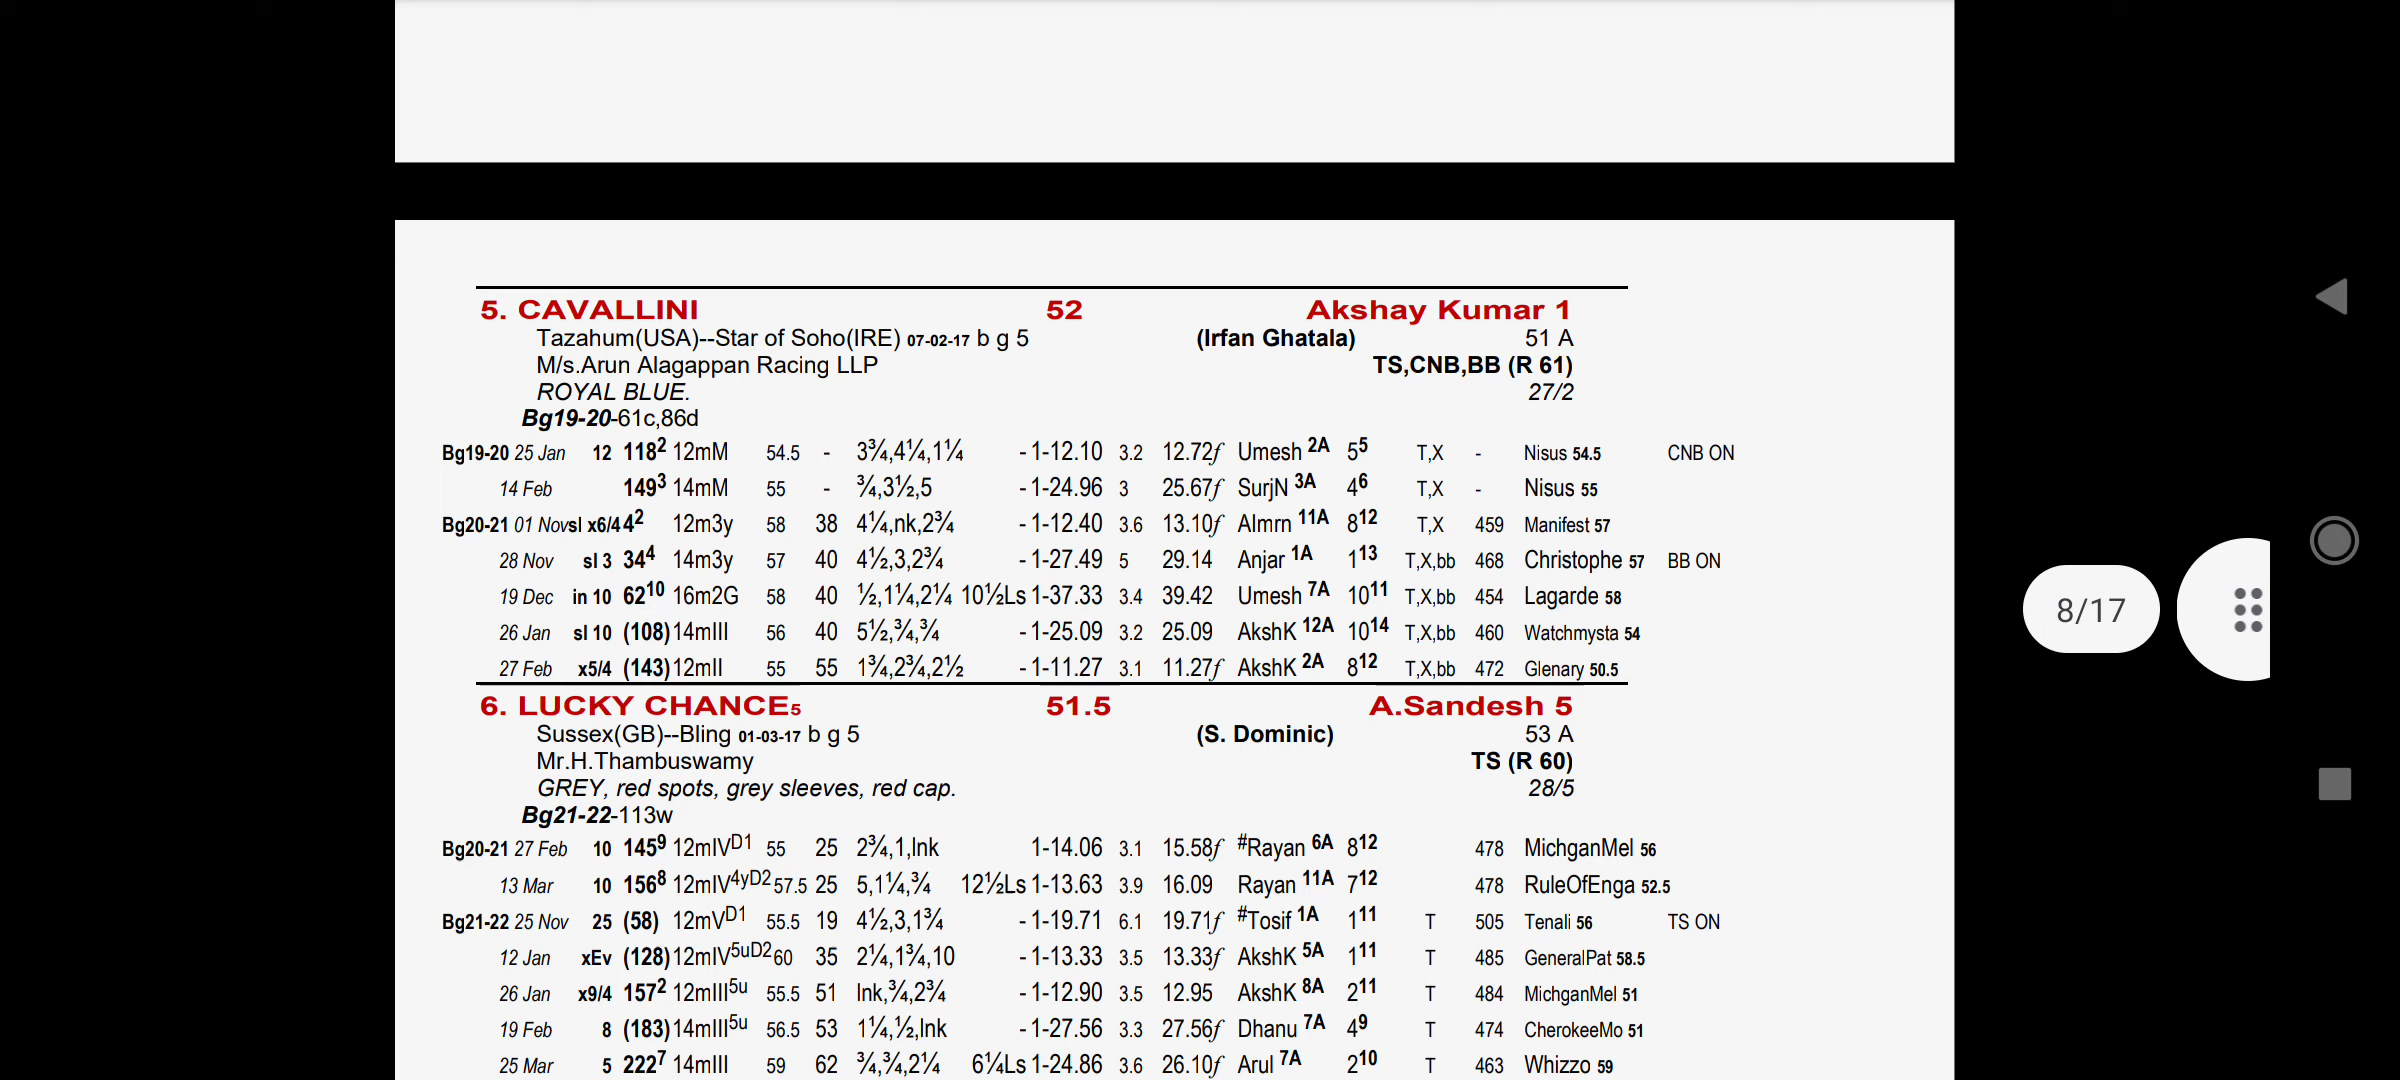 5. CAVALLINI 52 Akshay Kumar 1
Tazahum(USA)--Star of Soho(IRE) 07-02-17 b g 5 (Irfan Ghatala) 51 A
M/s.Arun Alagappan Racing LLP TS,CNB,BB (R 61)
ROYAL BLUE. 27/2
Bg19-20-61c,86d
Bg19-20 25 Jan 12 118² 12mM 54.5 - 3¾,4¼,1¼ - 1-12.10 3.2 12.72f Umesh 2A 5⁵ T,X - Nisus 54.5 CNB ON
14 Feb 149³ 14mM 55 - ¾,3½,5 - 1-24.96 3 25.67f SurjN 3A 4⁶ T,X - Nisus 55
Bg20-21 01 Nov sl x6/4 4² 12m3y 58 38 4¼,nk,2¾ - 1-12.40 3.6 13.10f Almrn 11A 8¹² T,X 459 Manifest 57
28 Nov sl 3 34⁴ 14m3y 57 40 4½,3,2¾ - 1-27.49 5 29.14 Anjar 1A 1¹³ T,X,bb 468 Christophe 57 BB ON
19 Dec in 10 62¹⁰ 16m2G 58 40 ½,1¼,2¼ 10½Ls 1-37.33 3.4 39.42 Umesh 7A 10¹¹ T,X,bb 454 Lagarde 58
26 Jan sl 10 (108) 14mIII 56 40 5½,¾,¾ - 1-25.09 3.2 25.09 AkshK 12A 10¹⁴ T,X,bb 460 Watchmysta 54
27 Feb x5/4 (143) 12mII 55 55 1¾,2¾,2½ - 1-11.27 3.1 11.27f AkshK 2A 8¹² T,X,bb 472 Glenary 50.5
6. LUCKY CHANCE5 51.5 A.Sandesh 5
Sussex(GB)--Bling 01-03-17 b g 5 (S. Dominic) 53 A
Mr.H.Thambuswamy TS (R 60)
GREY, red spots, grey sleeves, red cap. 28/5
Bg21-22-113w
Bg20-21 27 Feb 10 145⁹ 12mIVD1 55 25 2¾,1,lnk 1-14.06 3.1 15.58f #Rayan 6A 8¹² 478 MichganMel 56
13 Mar 10 156⁸ 12mIV4yD2 57.5 25 5,1¼,¾ 12½Ls 1-13.63 3.9 16.09 Rayan 11A 7¹² 478 RuleOfEnga 52.5
Bg21-22 25 Nov 25 (58) 12mVD1 55.5 19 4½,3,1¾ - 1-19.71 6.1 19.71f #Tosif 1A 1¹¹ T 505 Tenali 56 TS ON
12 Jan xEv (128) 12mIV5uD2 60 35 2¼,1¾,10 - 1-13.33 3.5 13.33f AkshK 5A 1¹¹ T 485 GeneralPat 58.5
26 Jan x9/4 157² 12mIII5u 55.5 51 lnk,¾,2¾ - 1-12.90 3.5 12.95 AkshK 8A 2¹¹ T 484 MichganMel 51
19 Feb 8 (183) 14mIII5u 56.5 53 1¼,½,lnk - 1-27.56 3.3 27.56f Dhanu 7A 4⁹ T 474 CherokeeMo 51
25 Mar 5 222⁷ 14mIII 59 62 ¾,¾,2¼ 6¼Ls 1-24.86 3.6 26.10f Arul 7A 2¹⁰ T 463 Whizzo 59
8/17